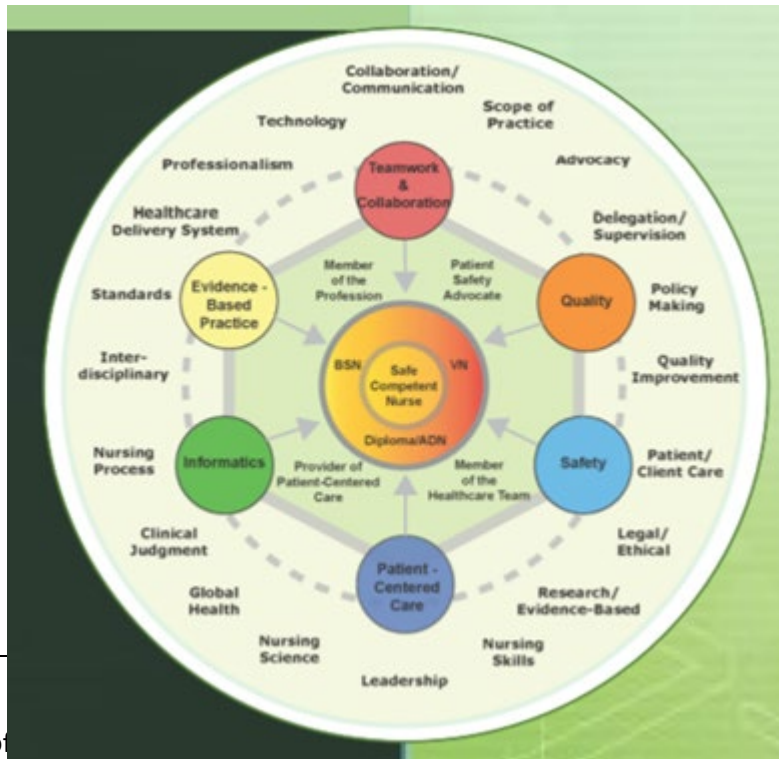 Collaboration/
Communication
Scope of
Practice
Technology
Advocacy
Professionalism
Teamwork
&
Collaboration
Healthcare
Delivery System
Delegation/
Supervision
Member
of the
Profession
Patient
Safety
Advocate
Evidence -
Based
Practice
Quality
Standards
Policy
Making
Inter-
disciplinary
BSN
VN
Safe
Competent
Nurse
Quality
Improvement
Diploma/ADN
Nursing
Process
Informatics
Provider of
Patient-Centered
Care
Member
of the
Healthcare Team
Safety
Patient/
Client Care
Clinical
Judgment
Legal/
Ethical
Patient -
Centered
Care
Global
Health
Research/
Evidence-Based
Nursing
Science
Nursing
Skills
Leadership